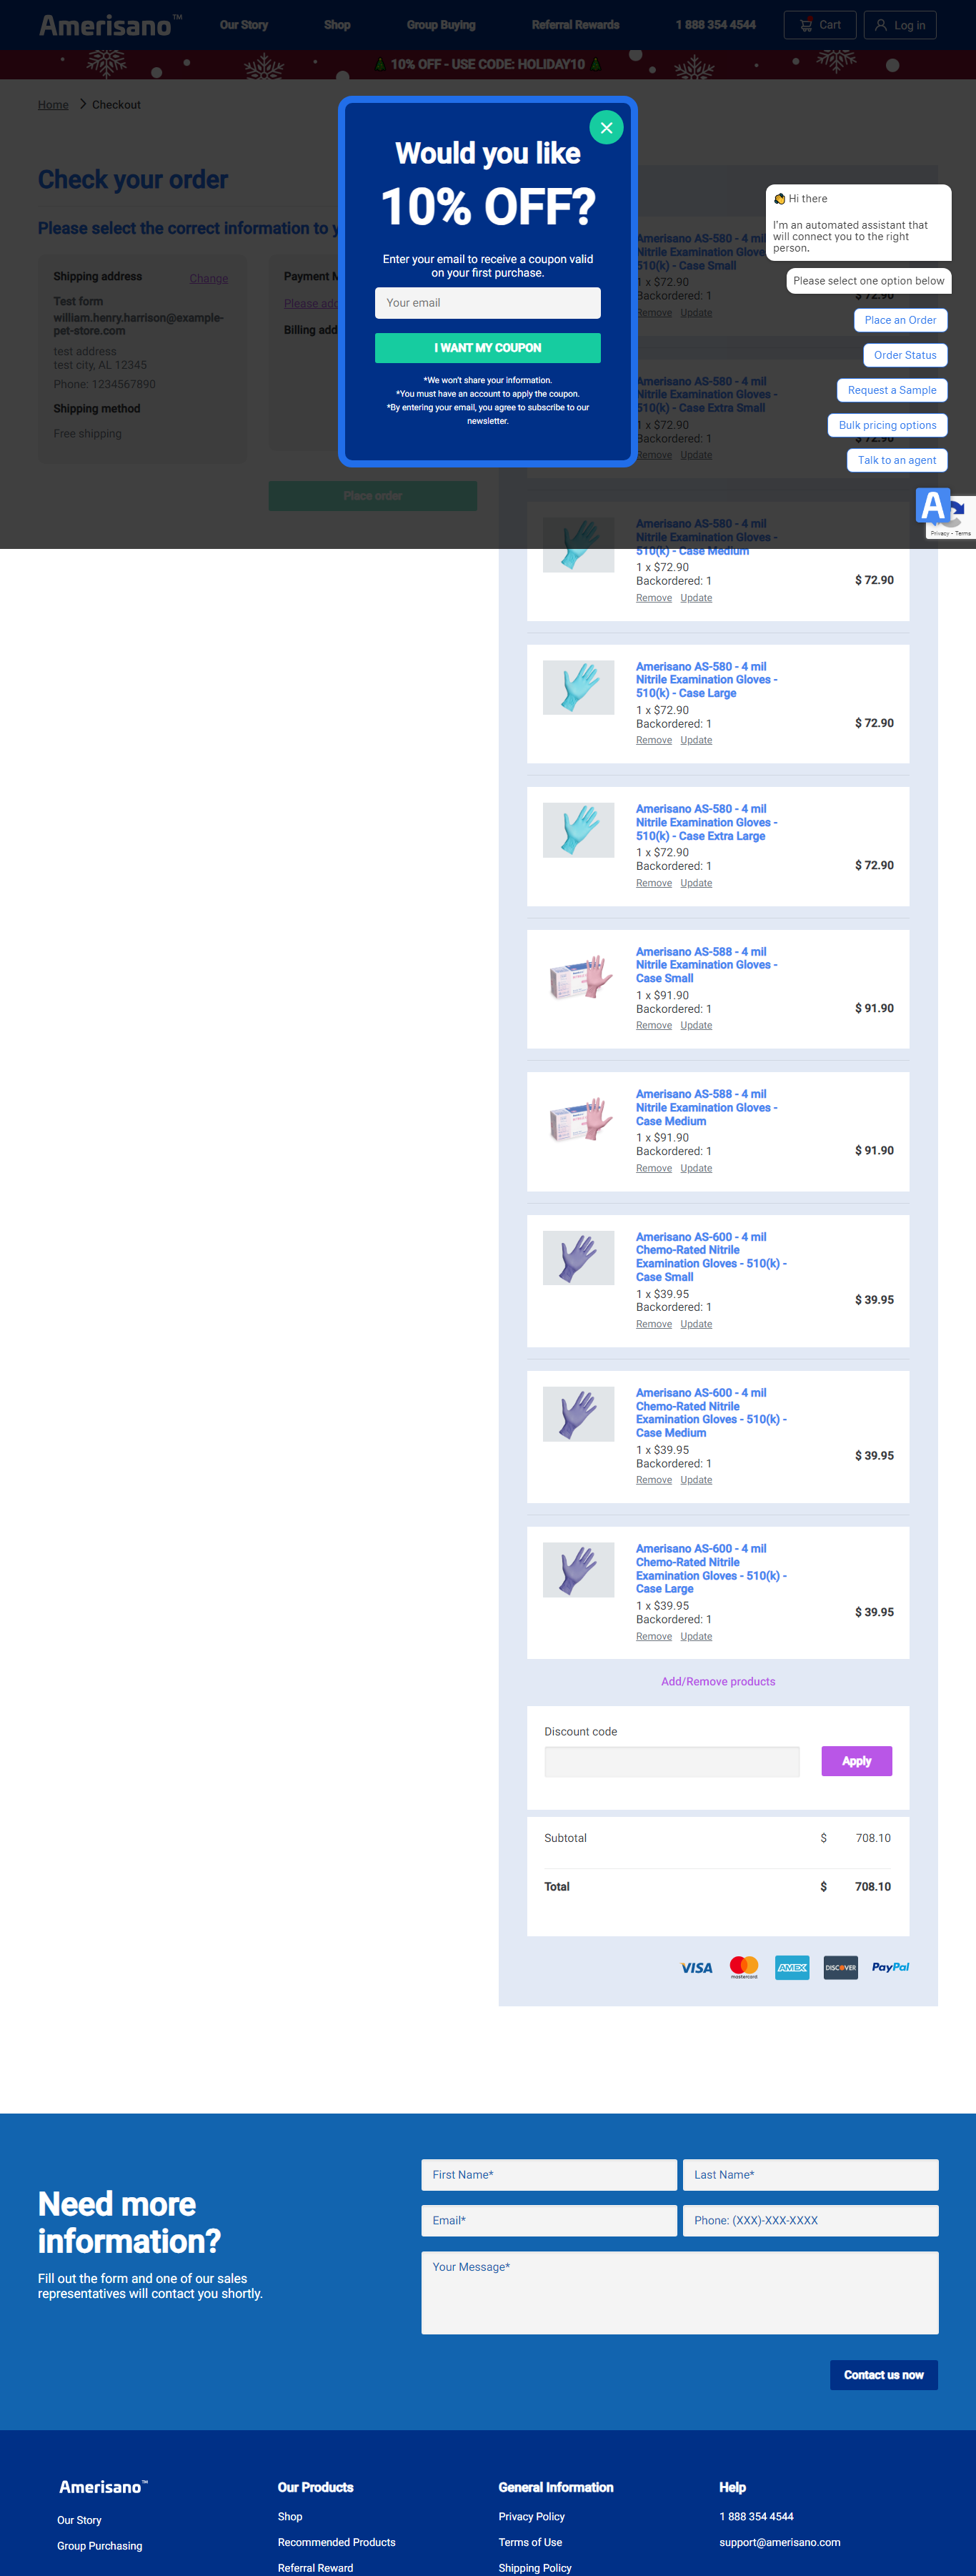 Amerisano™
Our Story
Shop
Group Buying
Referral Rewards
1 888 354 4544
Cart
Log in
10% OFF - USE CODE: HOLIDAY10
Home > Checkout
Check your order
Please select the correct information to y
Shipping address
Change
Test form
william.henry.harrison@example-
pet-store.com
test address
test city, AL 12345
Phone: 1234567890
Shipping method
Free shipping
Payment M
Please add
Billing add
Place order
Would you like
10% OFF?
Enter your email to receive a coupon valid
on your first purchase.
Your email
I WANT MY COUPON
*We won't share your information.
*You must have an account to apply the coupon.
*By entering your email, you agree to subscribe to our
newsletter.
Hi there
I'm an automated assistant that
will connect you to the right
person.
Please select one option below
Place an Order
Order Status
Request a Sample
Bulk pricing options
Talk to an agent
Privacy - Terms
Amerisano AS-580 - 4 mil
Nitrile Examination Glove
510(k) - Case Small
1 x $72.90
Backordered: 1
$ 72.90
Remove Update
Amerisano AS-580 - 4 mil
Nitrile Examination Gloves -
510(k) - Case Extra Small
1 x $72.90
Backordered: 1
$ 72.90
Remove Update
Amerisano AS-580 - 4 mil
Nitrile Examination Gloves -
510(k) - Case Medium
1 x $72.90
Backordered: 1
$ 72.90
Remove Update
Amerisano AS-580 - 4 mil
Nitrile Examination Gloves -
510(k) - Case Large
1 x $72.90
Backordered: 1
$ 72.90
Remove Update
Amerisano AS-580 - 4 mil
Nitrile Examination Gloves -
510(k) - Case Extra Large
1 x $72.90
Backordered: 1
$ 72.90
Remove Update
Amerisano AS-588 - 4 mil
Nitrile Examination Gloves -
Case Small
1 x $91.90
Backordered: 1
$ 91.90
Remove Update
Amerisano AS-588 - 4 mil
Nitrile Examination Gloves -
Case Medium
1 x $91.90
Backordered: 1
$ 91.90
Remove Update
Amerisano AS-600 - 4 mil
Chemo-Rated Nitrile
Examination Gloves - 510(k) -
Case Small
1 x $39.95
Backordered: 1
$ 39.95
Remove Update
Amerisano AS-600 - 4 mil
Chemo-Rated Nitrile
Examination Gloves - 510(k) -
Case Medium
1 x $39.95
Backordered: 1
$ 39.95
Remove Update
Amerisano AS-600 - 4 mil
Chemo-Rated Nitrile
Examination Gloves - 510(k) -
Case Large
1 x $39.95
Backordered: 1
$ 39.95
Remove Update
Add/Remove products
Discount code
Apply
Subtotal $ 708.10
Total $ 708.10
VISA
mastercard
AMEX
DISCOVER
PayPal
Need more
information?
Fill out the form and one of our sales
representatives will contact you shortly.
First Name*
Last Name*
Email*
Phone: (XXX)-XXX-XXXX
Your Message*
Contact us now
Amerisano™
Our Story
Group Purchasing
Our Products
Shop
Recommended Products
Referral Reward
General Information
Privacy Policy
Terms of Use
Shipping Policy
Help
1 888 354 4544
support@amerisano.com